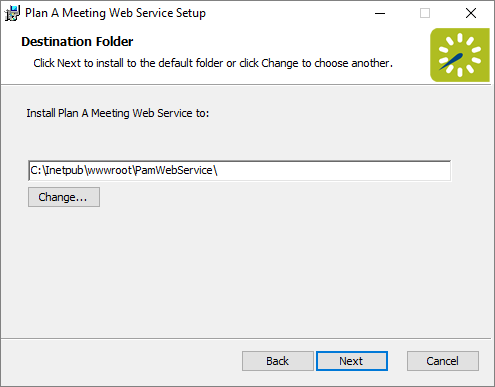 Plan A Meeting Web Service Setup
Destination Folder
Click Next to install to the default folder or click Change to choose another.
Install Plan A Meeting Web Service to:
C:\Inetpub\wwwroot\PamWebService\
Change...
Back Next Cancel